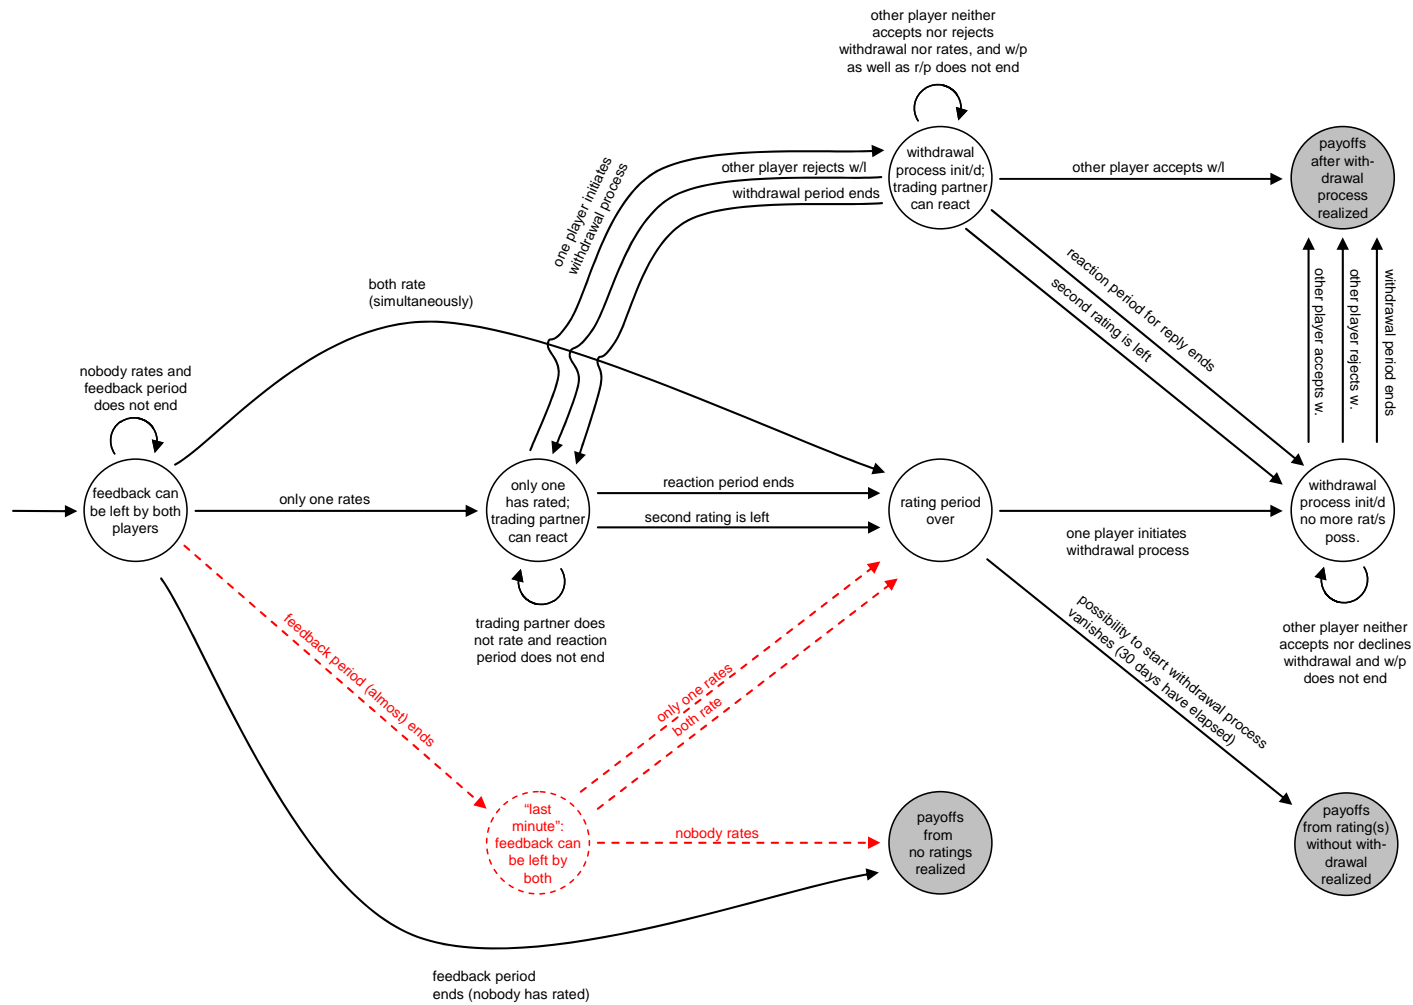 other player neither
accepts nor rejects
withdrawal nor rates, and w/p
as well as r/p does not end
withdrawal
process init/d;
trading partner
can react
payoffs
after with-
drawal
process
realized
other player accepts w/l
other player rejects w/l
withdrawal period ends
one player initiates
withdrawal process
reaction period for reply ends
second rating is left
other player accepts w.
other player rejects w.
withdrawal period ends
both rate
(simultaneously)
nobody rates and
feedback period
does not end
feedback can
be left by both
players
only one rates
only one
has rated;
trading partner
can react
reaction period ends
second rating is left
rating period
over
one player initiates
withdrawal process
withdrawal
process init/d
no more rat/s
poss.
trading partner does
not rate and reaction
period does not end
other player neither
accepts nor declines
withdrawal and w/p
does not end
feedback period (almost) ends
only one rates
both rate
possibility to start withdrawal process
vanishes (30 days have elapsed)
“last
minute”:
feedback can
be left by
both
nobody rates
payoffs
from
no ratings
realized
payoffs
from rating(s)
without with-
drawal
realized
feedback period
ends (nobody has rated)